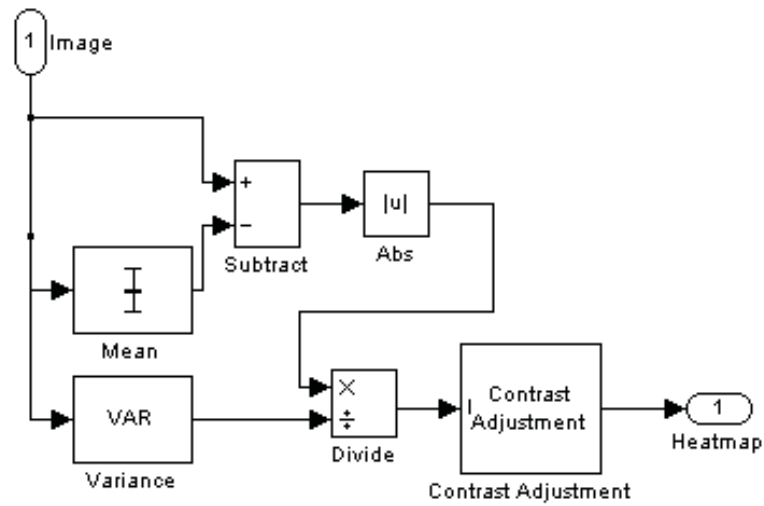 1
Image
+
−
Subtract
|u|
Abs
Mean
VAR
Variance
×
÷
Divide
I
Contrast
Adjustment
Contrast Adjustment
1
Heatmap